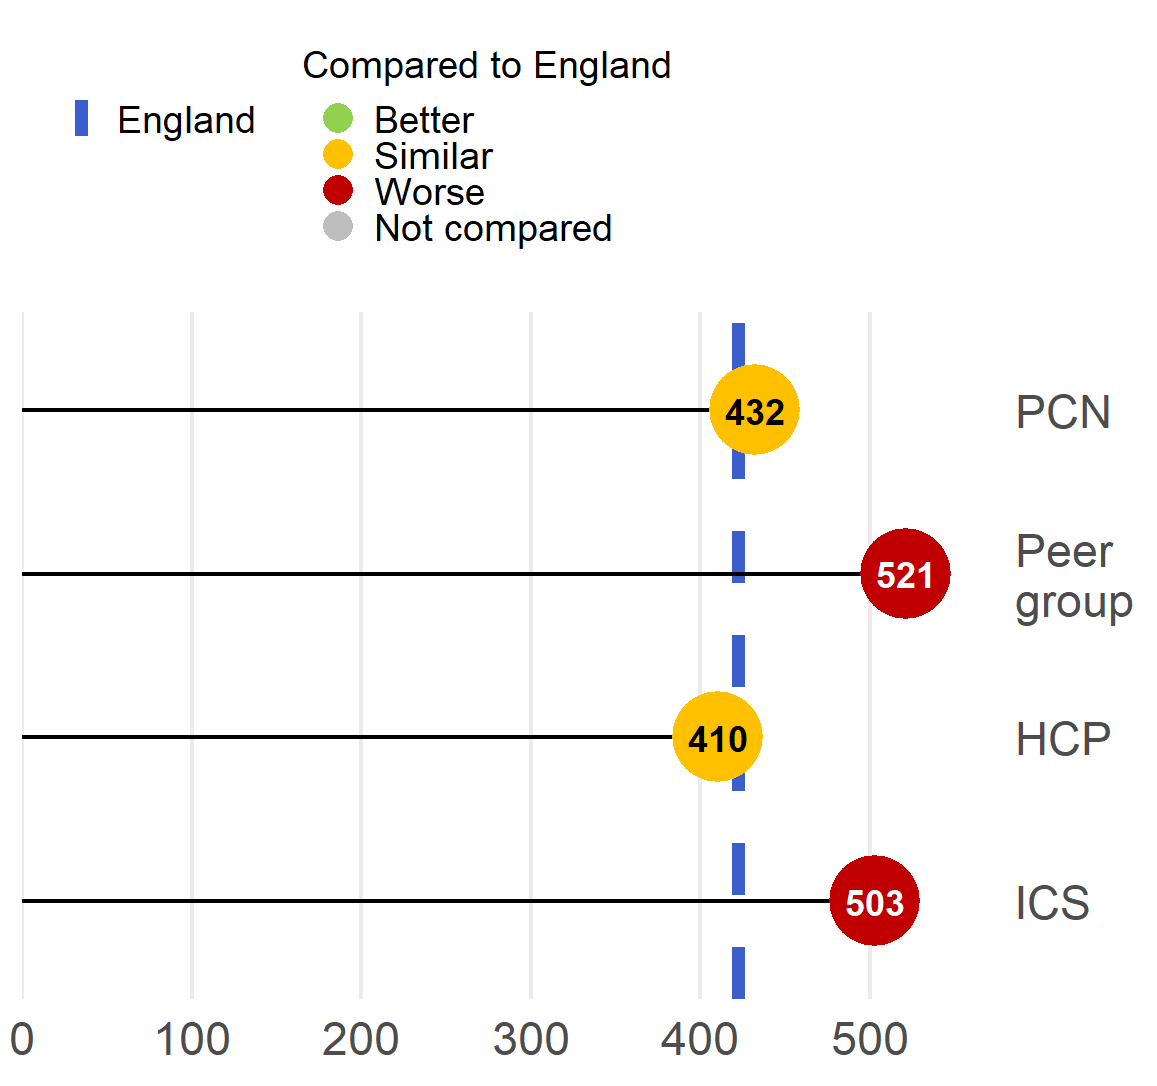 Compared to England
England
Better
Similar
Worse
Not compared
432
PCN
521
Peer
group
410
HCP
503
ICS
0 100 200 300 400 500